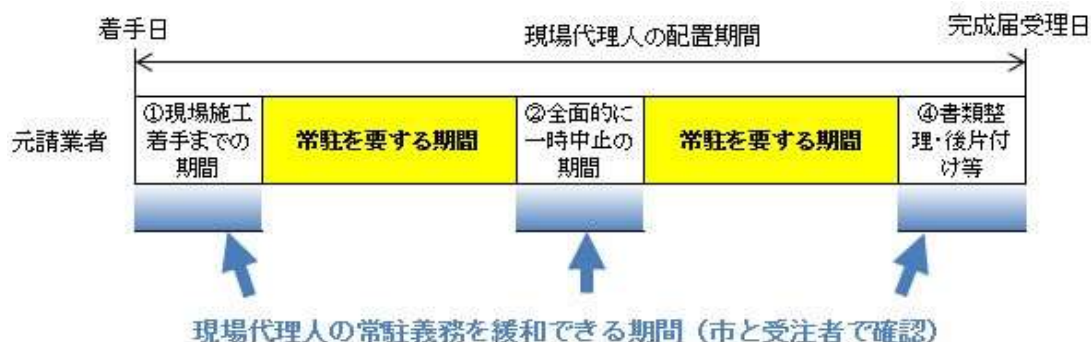 着手日
完成届受理日
現場代理人の配置期間
元請業者
①現場施工
着手までの
期間
常駐を要する期間
②全面的に
一時中止の
期間
常駐を要する期間
④書類整
理・後片付
け等
現場代理人の常駐義務を緩和できる期間（市と受注者で確認）